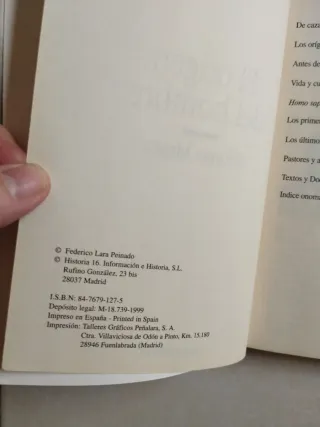 © Federico Lara Peinado
© Historia 16. Información e Historia, S.L.
Rufino González, 23 bis
28037 Madrid
I.S.B.N: 84-7679-127-5
Depósito legal: M-18.739-1999
Impreso en España - Printed in Spain
Impresión: Talleres Gráficos Peñalara, S. A.
Ctra. Villaviciosa de Odón a Pinto, Km. 15,180
28946 Fuenlabrada (Madrid)
De caza
Los oríg
Antes de
Vida y cu
Homo sap
Los primer
Los último
Pastores y a
Textos y Do
Indice onomá